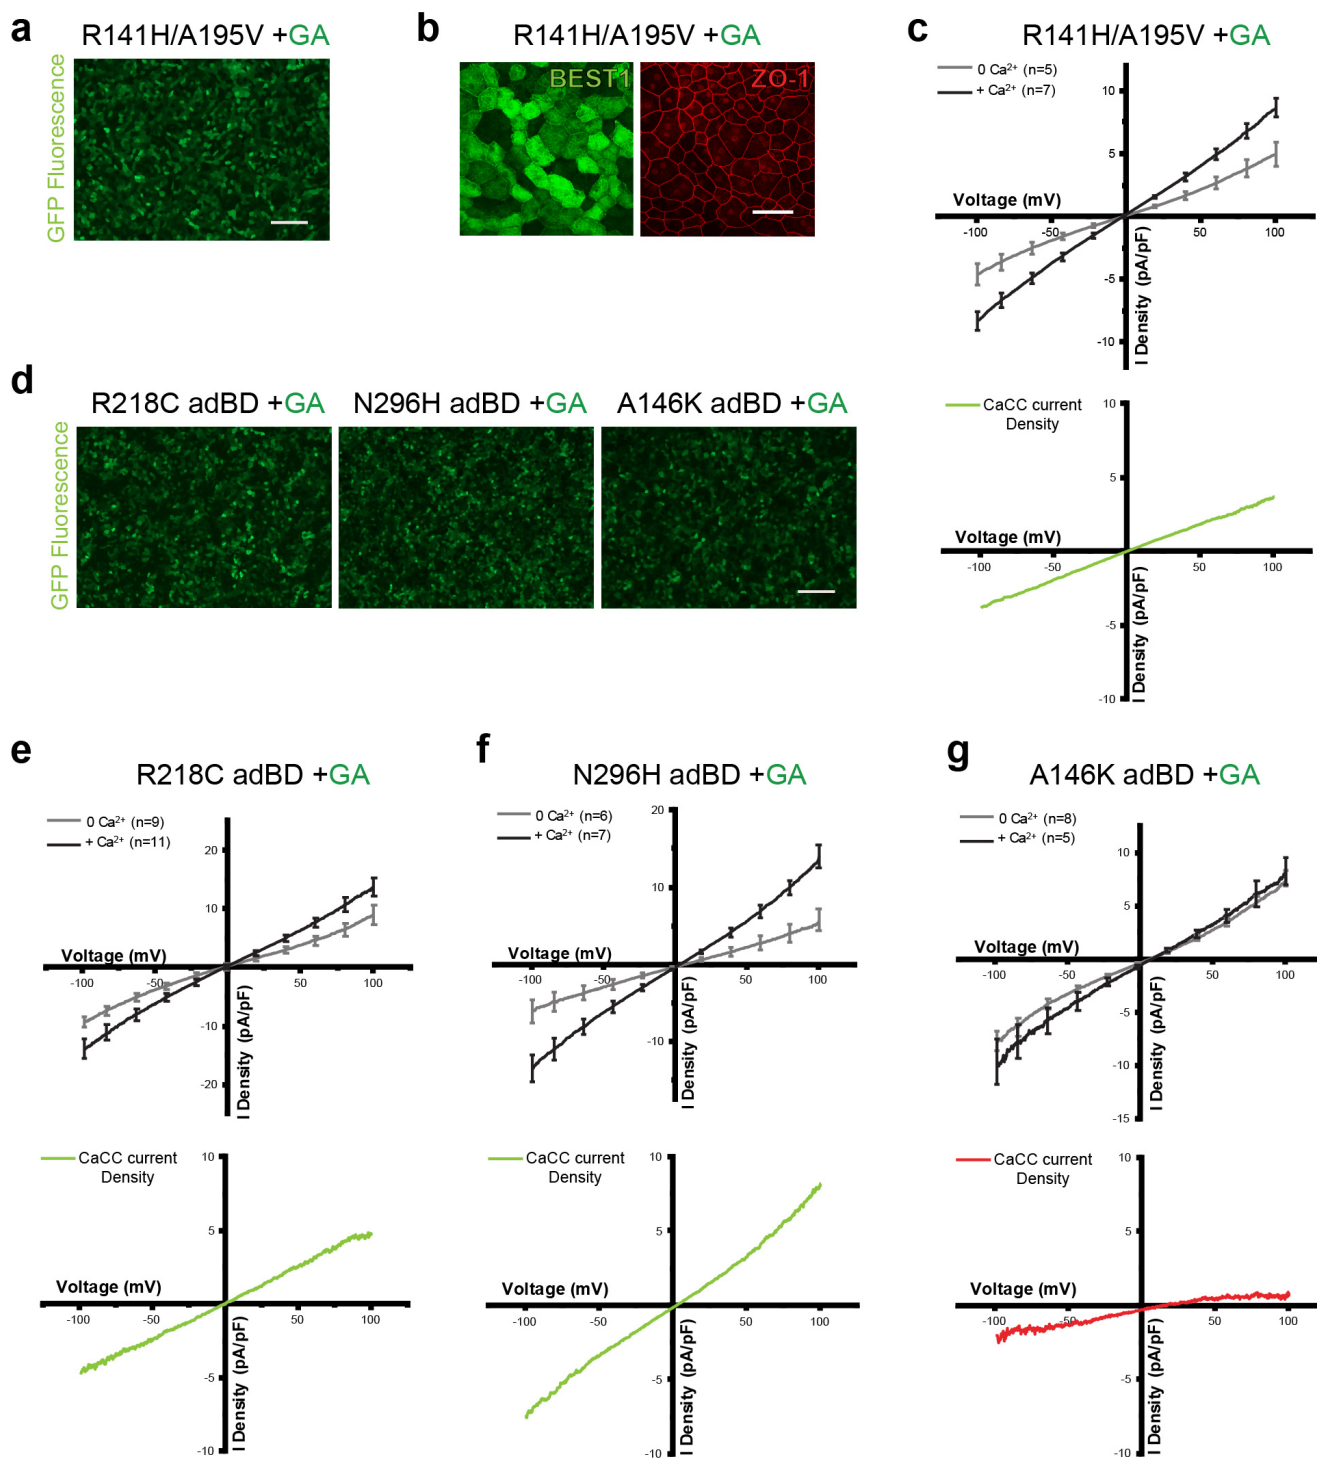 a
R141H/A195V +GA
GFP Fluorescence
b
R141H/A195V +GA
BEST1
ZO-1
c
R141H/A195V +GA
0 Ca²⁺ (n=5)
+ Ca²⁺ (n=7)
10
5
Voltage (mV)
-100
-50
50
100
-5
-10
I Density (pA/pF)
CaCC current
Density
10
5
Voltage (mV)
-100
-50
50
100
-5
-10
I Density (pA/pF)
d
R218C adBD +GA
N296H adBD +GA
A146K adBD +GA
GFP Fluorescence
e
R218C adBD +GA
0 Ca²⁺ (n=9)
+ Ca²⁺ (n=11)
20
10
Voltage (mV)
-100
-50
50
100
-10
-20
I Density (pA/pF)
CaCC current
Density
10
5
Voltage (mV)
-100
-50
50
100
-5
-10
I Density (pA/pF)
f
N296H adBD +GA
0 Ca²⁺ (n=6)
+ Ca²⁺ (n=7)
20
10
Voltage (mV)
-100
-50
50
100
-10
I Density (pA/pF)
CaCC current
Density
10
5
Voltage (mV)
-100
-50
50
100
-5
-10
I Density (pA/pF)
g
A146K adBD +GA
0 Ca²⁺ (n=8)
+ Ca²⁺ (n=5)
10
5
Voltage (mV)
-100
-50
50
100
-5
-10
-15
I Density (pA/pF)
CaCC current
Density
10
5
Voltage (mV)
-100
-50
50
100
-5
-10
I Density (pA/pF)